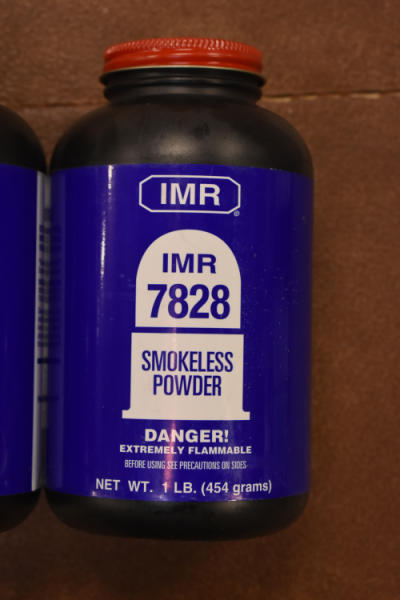 IMR
®
IMR
7828
SMOKELESS
POWDER
DANGER!
EXTREMELY FLAMMABLE
BEFORE USING SEE PRECAUTIONS ON SIDES
NET WT. 1 LB. (454 grams)